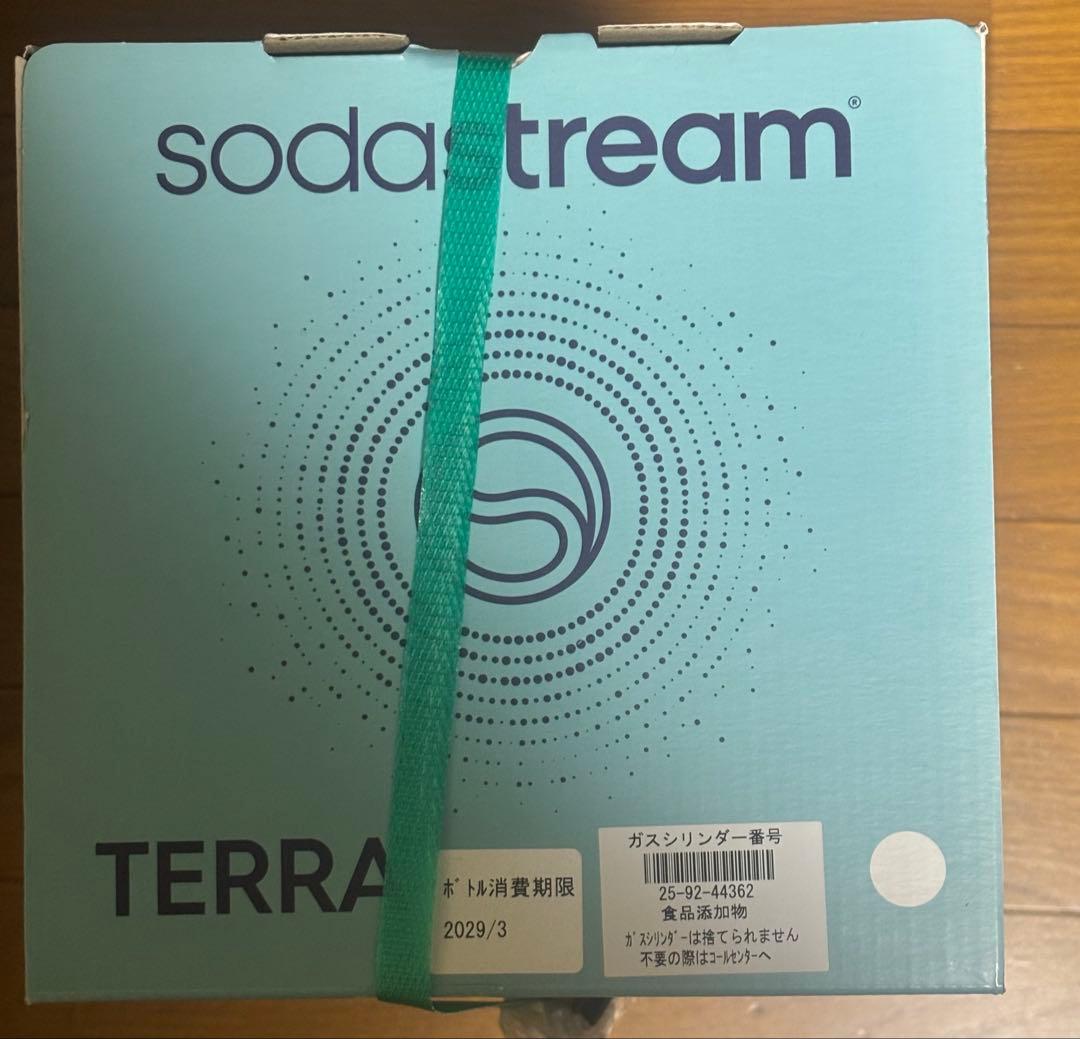 sodastream®
TERRA
ﾎﾞﾄﾙ消費期限
2029/3
ガスシリンダー番号
25-92-44362
食品添加物
ｶﾞｽｼﾘﾝﾀﾞｰは捨てられません
不要の際はｺｰﾙｾﾝﾀｰへ